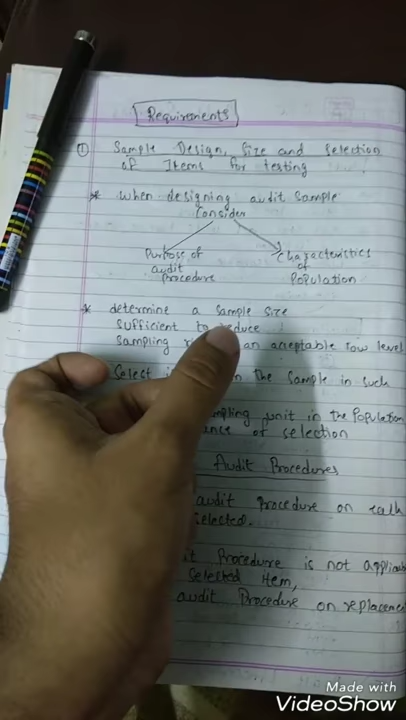 Requirements
① Sample Design, Size and selection
of Items for testing
* When designing audit sample
Consider
Purpose of
audit
procedure
Characteristics
of
Population
* determine a sample size
sufficient to reduce
sampling an acceptable low level
Select the sample in such
sampling unit in the Population
of selection
Audit Procedures
audit procedure on each
selected.
Procedure is not applicab
selected item,
audit Procedure on replacemen
Made with
VideoShow